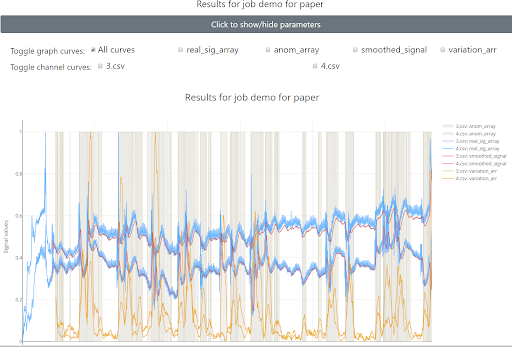 Results for job demo for paper
Click to show/hide parameters
Toggle graph curves: All curves real_sig_array anom_array smoothed_signal variation_arr
Toggle channel curves: 3.csv 4.csv
Results for job demo for paper
3.csv: anom_array
4.csv: anom_array
3.csv: real_sig_array
4.csv: real_sig_array
3.csv: smoothed_signal
4.csv: smoothed_signal
3.csv: variation_arr
4.csv: variation_arr
Signal values
1
0.8
0.6
0.4
0.2
0